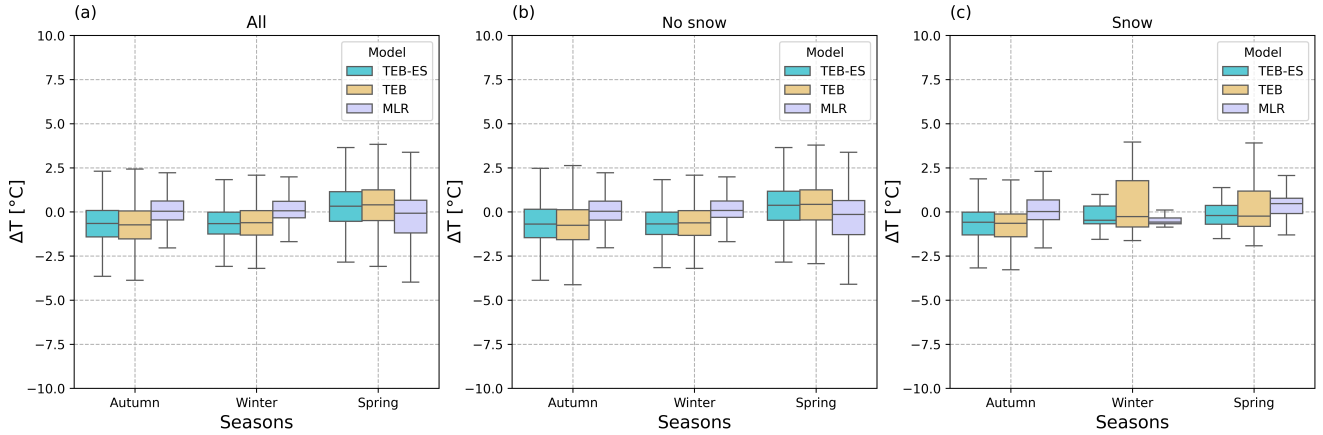 (a)
All
10.0
7.5
5.0
2.5
0.0
−2.5
−5.0
−7.5
−10.0
ΔT [°C]
Model
TEB-ES
TEB
MLR
Autumn Winter Spring
Seasons
(b)
No snow
10.0
7.5
5.0
2.5
0.0
−2.5
−5.0
−7.5
−10.0
ΔT [°C]
Model
TEB-ES
TEB
MLR
Autumn Winter Spring
Seasons
(c)
Snow
10.0
7.5
5.0
2.5
0.0
−2.5
−5.0
−7.5
−10.0
ΔT [°C]
Model
TEB-ES
TEB
MLR
Autumn Winter Spring
Seasons